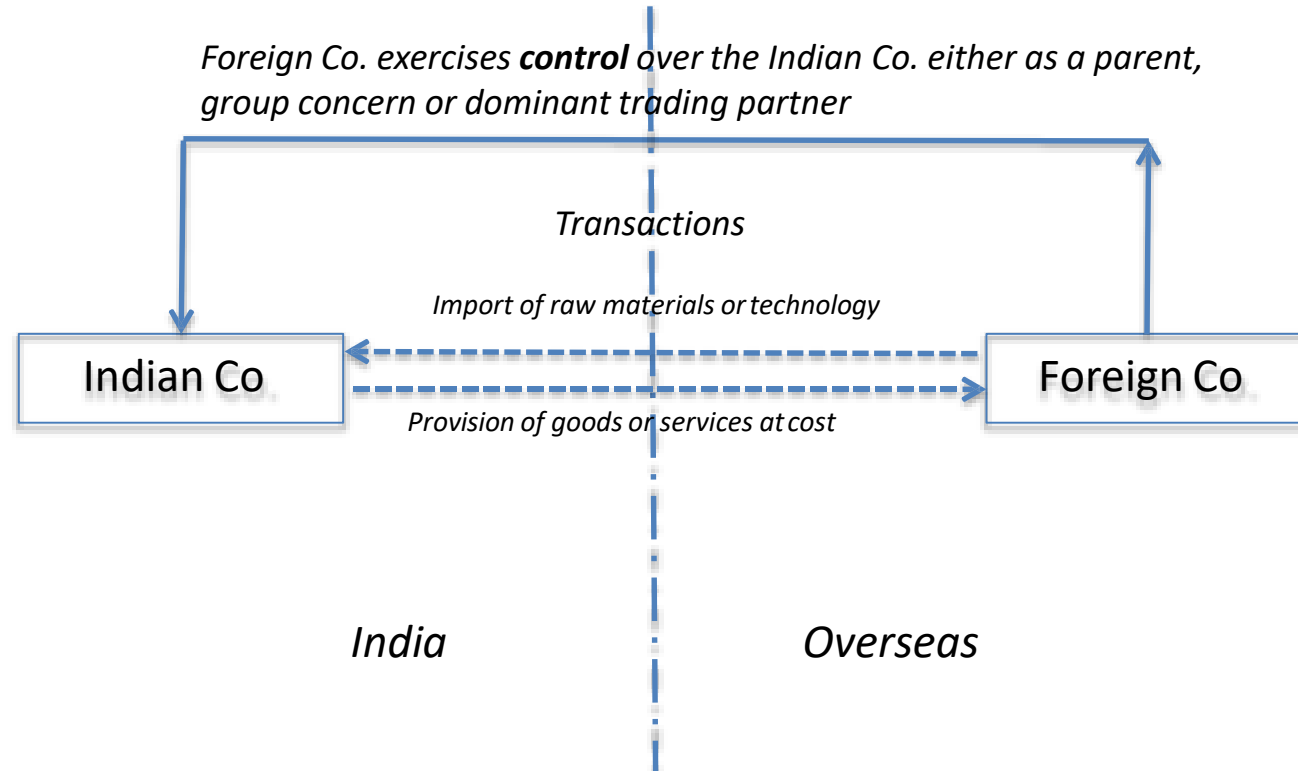 Foreign Co. exercises control over the Indian Co. either as a parent,
group concern or dominant trading partner
Transactions
Import of raw materials or technology
Indian Co.
Foreign Co.
Provision of goods or services at cost
India
Overseas